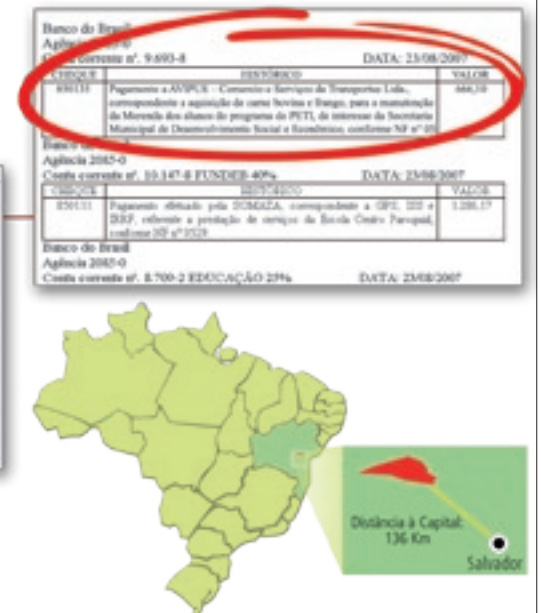 Banco do Brasil
Agência
Conta corrente nº. 9.693-8 DATA: 23/08/2007
CHEQUE HISTÓRICO VALOR
Pagamento a AVIPUS - Comercio e Serviços de Transportes Ltda.,
correspondente a aquisição de carne bovina e frango, para a manutenção
da Merenda dos alunos do programa do PETI, de interesse da Secretaria
Municipal de Desenvolvimento Social e Econômico, conforme NF nº
Banco do Brasil
Agência 2085-0
Conta corrente nº. 10.147-8 FUNDEB 40% DATA: 23/08/2007
CHEQUE HISTÓRICO VALOR
Pagamento efetuado pela correspondente a GPS, ISS e
IRRF, referente a prestação de serviços da Escola Centro Paroquial,
conforme NF nº
Banco do Brasil
Agência 2085-0
Conta corrente nº. 8.700-2 EDUCAÇÃO 25% DATA: 23/08/2007
Distância à Capital:
136 Km
Salvador